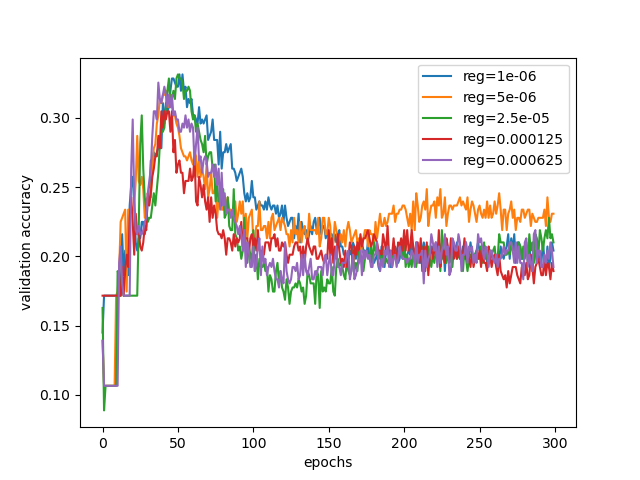 reg=1e-06
reg=5e-06
reg=2.5e-05
reg=0.000125
reg=0.000625
0.30
0.25
0.20
0.15
0.10
validation accuracy
0 50 100 150 200 250 300
epochs